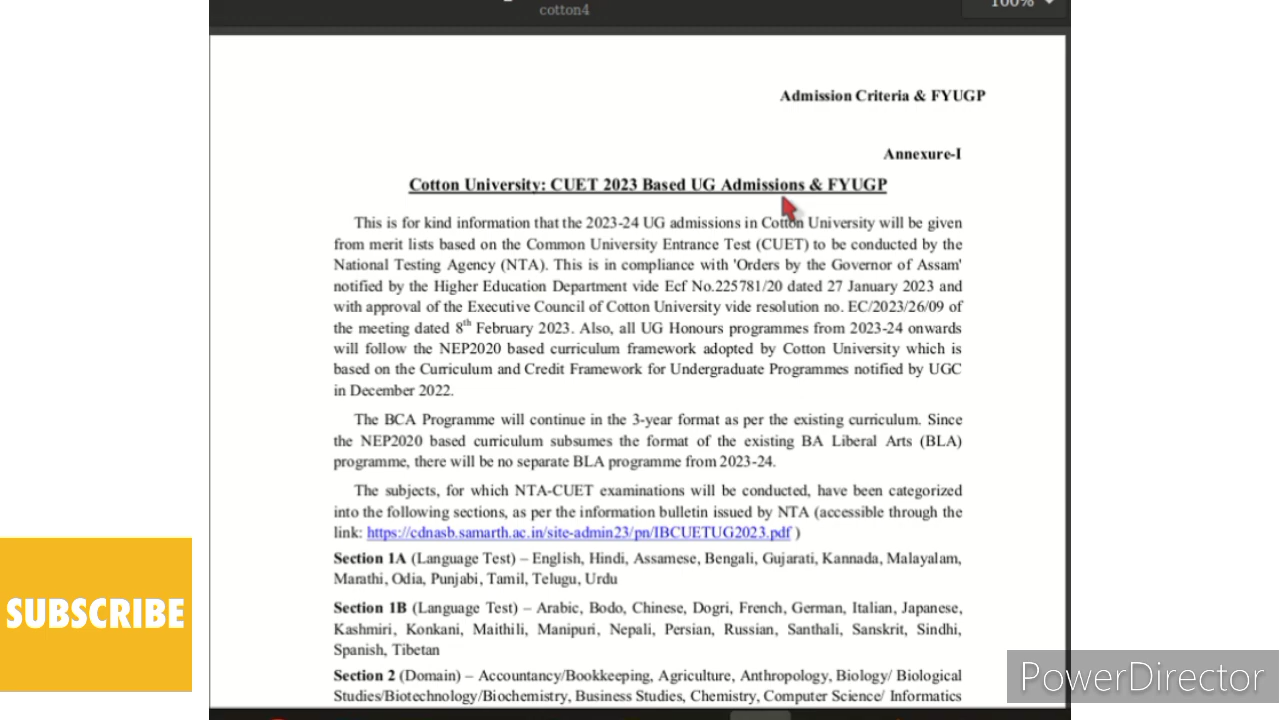 cotton4
100%
Admission Criteria & FYUGP
Annexure-I
Cotton University: CUET 2023 Based UG Admissions & FYUGP
This is for kind information that the 2023-24 UG admissions in Cotton University will be given
from merit lists based on the Common University Entrance Test (CUET) to be conducted by the
National Testing Agency (NTA). This is in compliance with 'Orders by the Governor of Assam'
notified by the Higher Education Department vide Ecf No.225781/20 dated 27 January 2023 and
with approval of the Executive Council of Cotton University vide resolution no. EC/2023/26/09 of
the meeting dated 8th February 2023. Also, all UG Honours programmes from 2023-24 onwards
will follow the NEP2020 based curriculum framework adopted by Cotton University which is
based on the Curriculum and Credit Framework for Undergraduate Programmes notified by UGC
in December 2022.
The BCA Programme will continue in the 3-year format as per the existing curriculum. Since
the NEP2020 based curriculum subsumes the format of the existing BA Liberal Arts (BLA)
programme, there will be no separate BLA programme from 2023-24.
The subjects, for which NTA-CUET examinations will be conducted, have been categorized
into the following sections, as per the information bulletin issued by NTA (accessible through the
link: https://cdnasb.samarth.ac.in/site-admin23/pn/IBCUETUG2023.pdf )
Section 1A (Language Test) – English, Hindi, Assamese, Bengali, Gujarati, Kannada, Malayalam,
Marathi, Odia, Punjabi, Tamil, Telugu, Urdu
Section 1B (Language Test) – Arabic, Bodo, Chinese, Dogri, French, German, Italian, Japanese,
Kashmiri, Konkani, Maithili, Manipuri, Nepali, Persian, Russian, Santhali, Sanskrit, Sindhi,
Spanish, Tibetan
Section 2 (Domain) – Accountancy/Bookkeeping, Agriculture, Anthropology, Biology/ Biological
Studies/Biotechnology/Biochemistry, Business Studies, Chemistry, Computer Science/ Informatics
SUBSCRIBE
PowerDirector